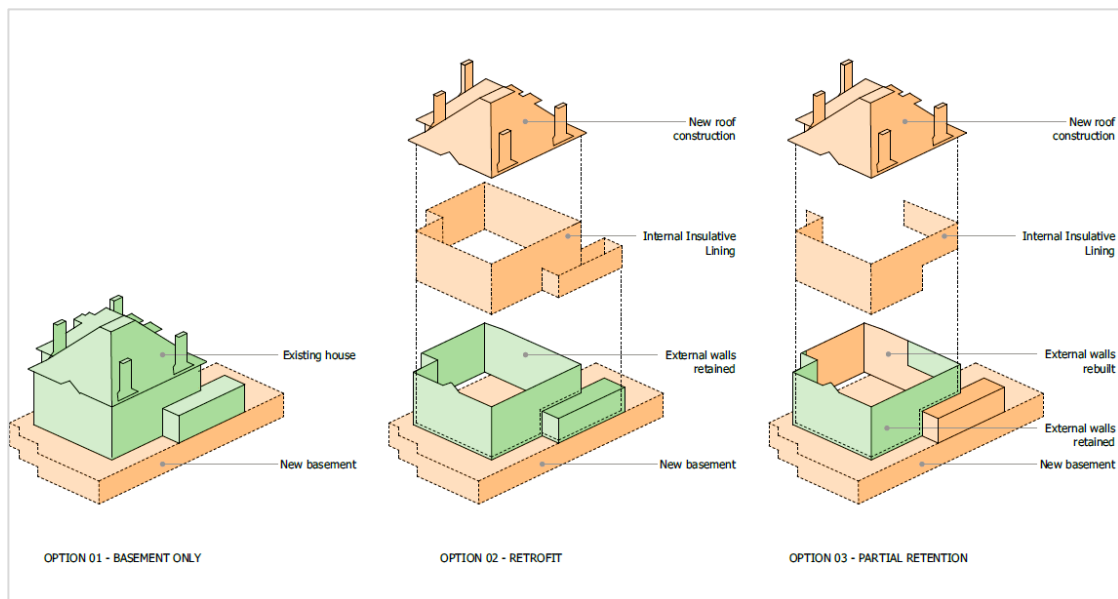 Existing house
New basement
OPTION 01 - BASEMENT ONLY
New roof
construction
Internal Insulative
Lining
External walls
retained
New basement
OPTION 02 - RETROFIT
New roof
construction
Internal Insulative
Lining
External walls
rebuilt
External walls
retained
New basement
OPTION 03 - PARTIAL RETENTION